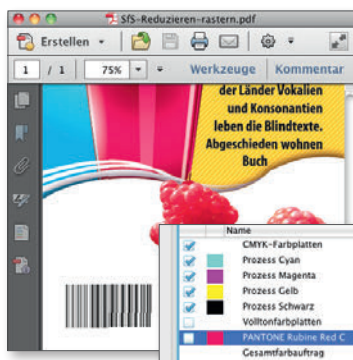 SfS-Reduzieren-rastern.pdf
Erstellen
1 / 1 75% Werkzeuge Kommentar
der Länder Vokalien
und Konsonantien
leben die Blindtexte.
Abgeschieden wohnen
Buch
Name
CMYK-Farbplatten
Prozess Cyan
Prozess Magenta
Prozess Gelb
Prozess Schwarz
Volltonfarbplatten
PANTONE Rubine Red C
Gesamtfarbauftrag